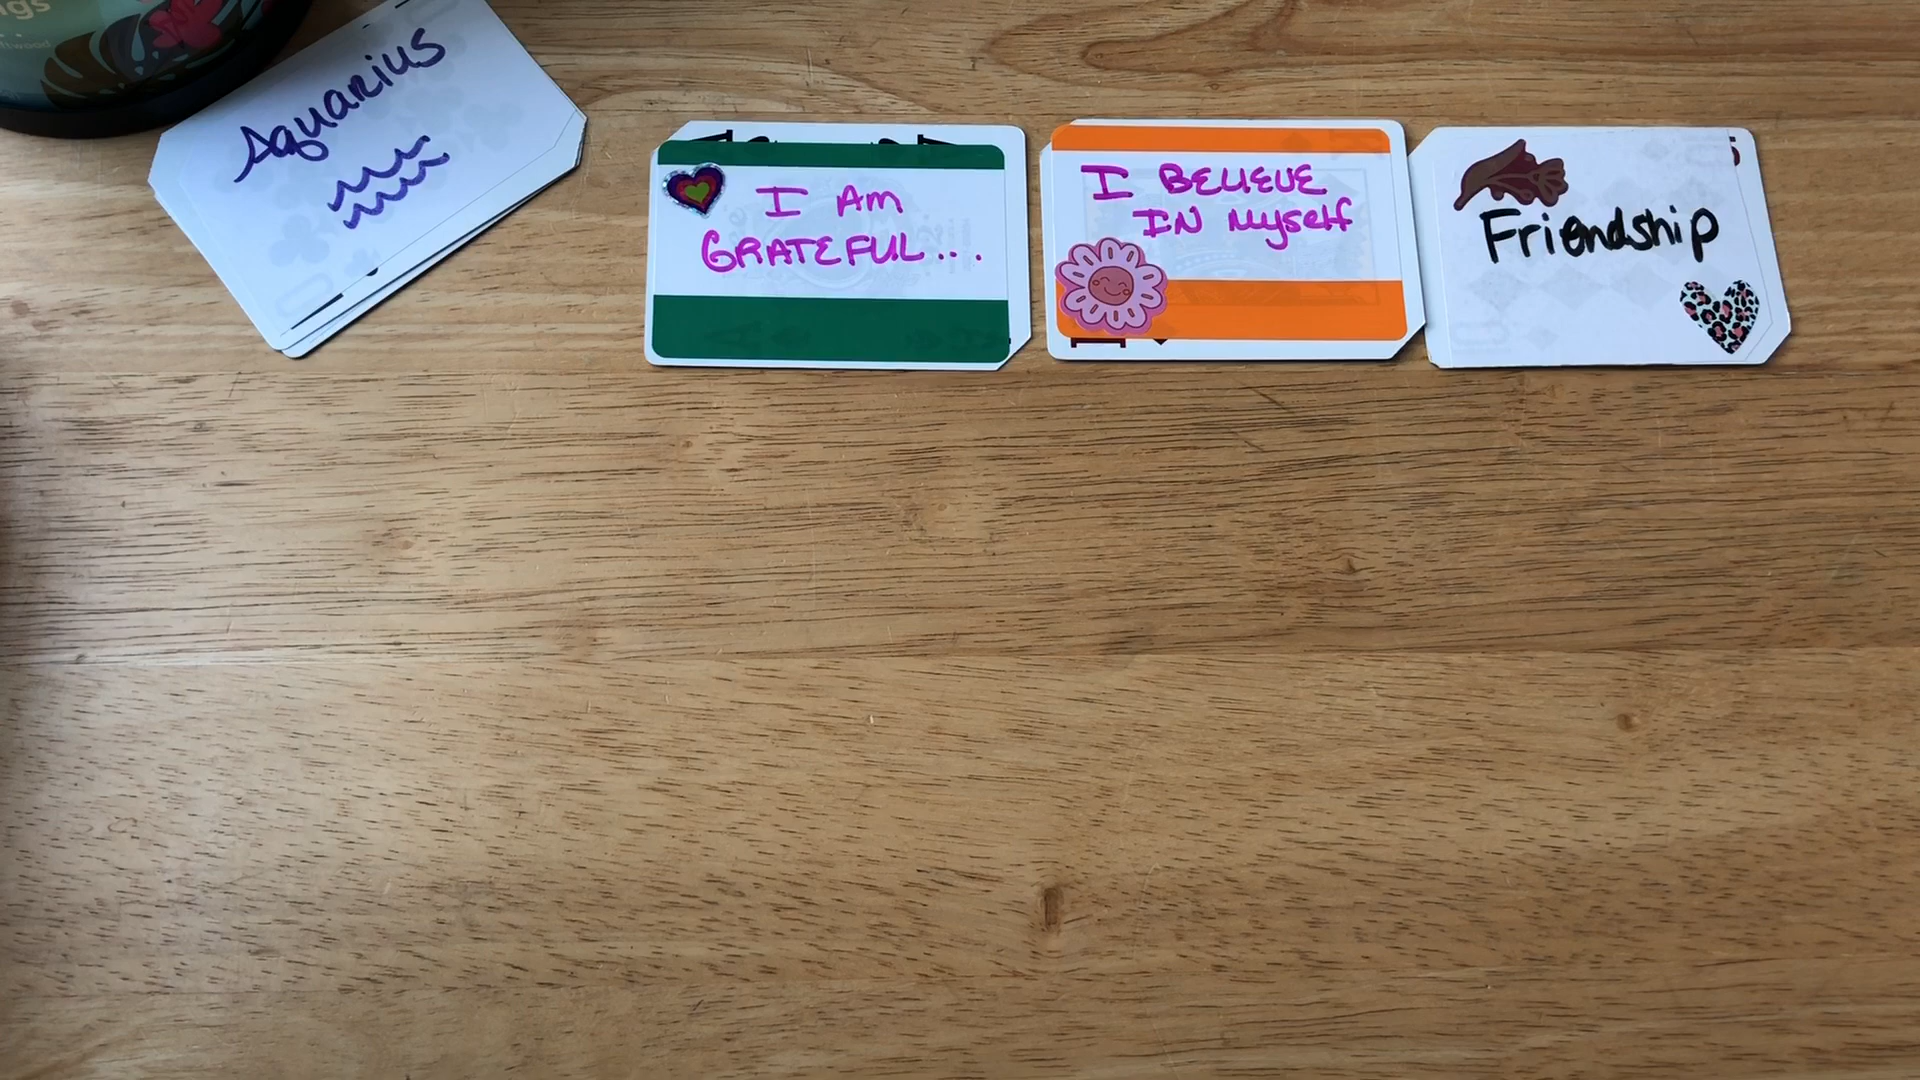 Aquarius
I Am
GRATEFUL...
I BELIEVE
IN Myself
Friendship